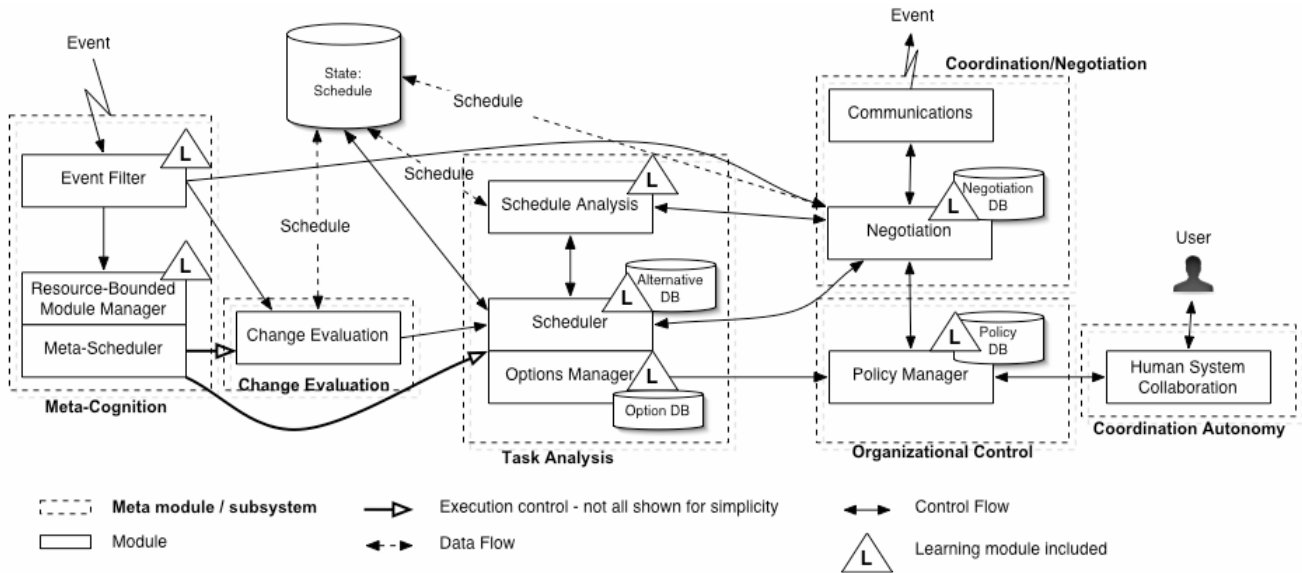 Event
State:
Schedule
Event
Coordination/Negotiation
Schedule
Communications
L
Event Filter
Schedule
L
Schedule Analysis
Negotiation
DB
L
Negotiation
Schedule
User
L
Resource-Bounded
Module Manager
Alternative
DB
L
Scheduler
Change Evaluation
Meta-Scheduler
Policy
DB
L
Options Manager
L
Policy Manager
Human System
Collaboration
Change Evaluation
Option DB
Meta-Cognition
Coordination Autonomy
Task Analysis
Organizational Control
Meta module / subsystem
Execution control - not all shown for simplicity
Control Flow
Module
Data Flow
L
Learning module included